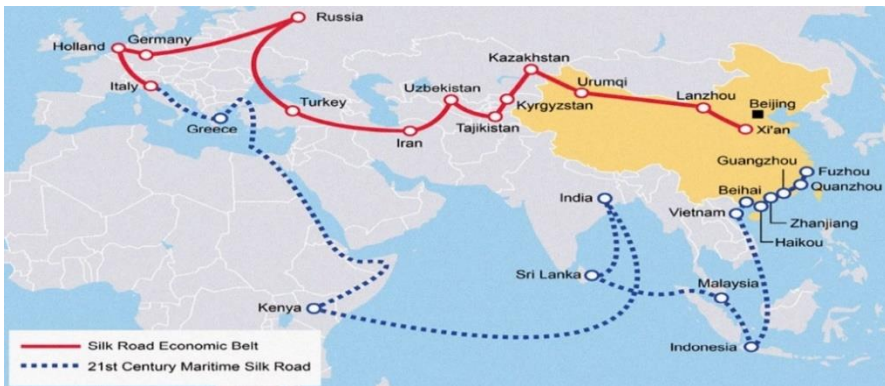 Russia
Holland
Germany
Italy
Greece
Turkey
Iran
Uzbekistan
Tajikistan
Kyrgyzstan
Kazakhstan
Urumqi
Lanzhou
Beijing
Xi'an
Guangzhou
Fuzhou
Quanzhou
Beihai
Zhanjiang
Haikou
Vietnam
India
Sri Lanka
Malaysia
Indonesia
Kenya
Silk Road Economic Belt
21st Century Maritime Silk Road